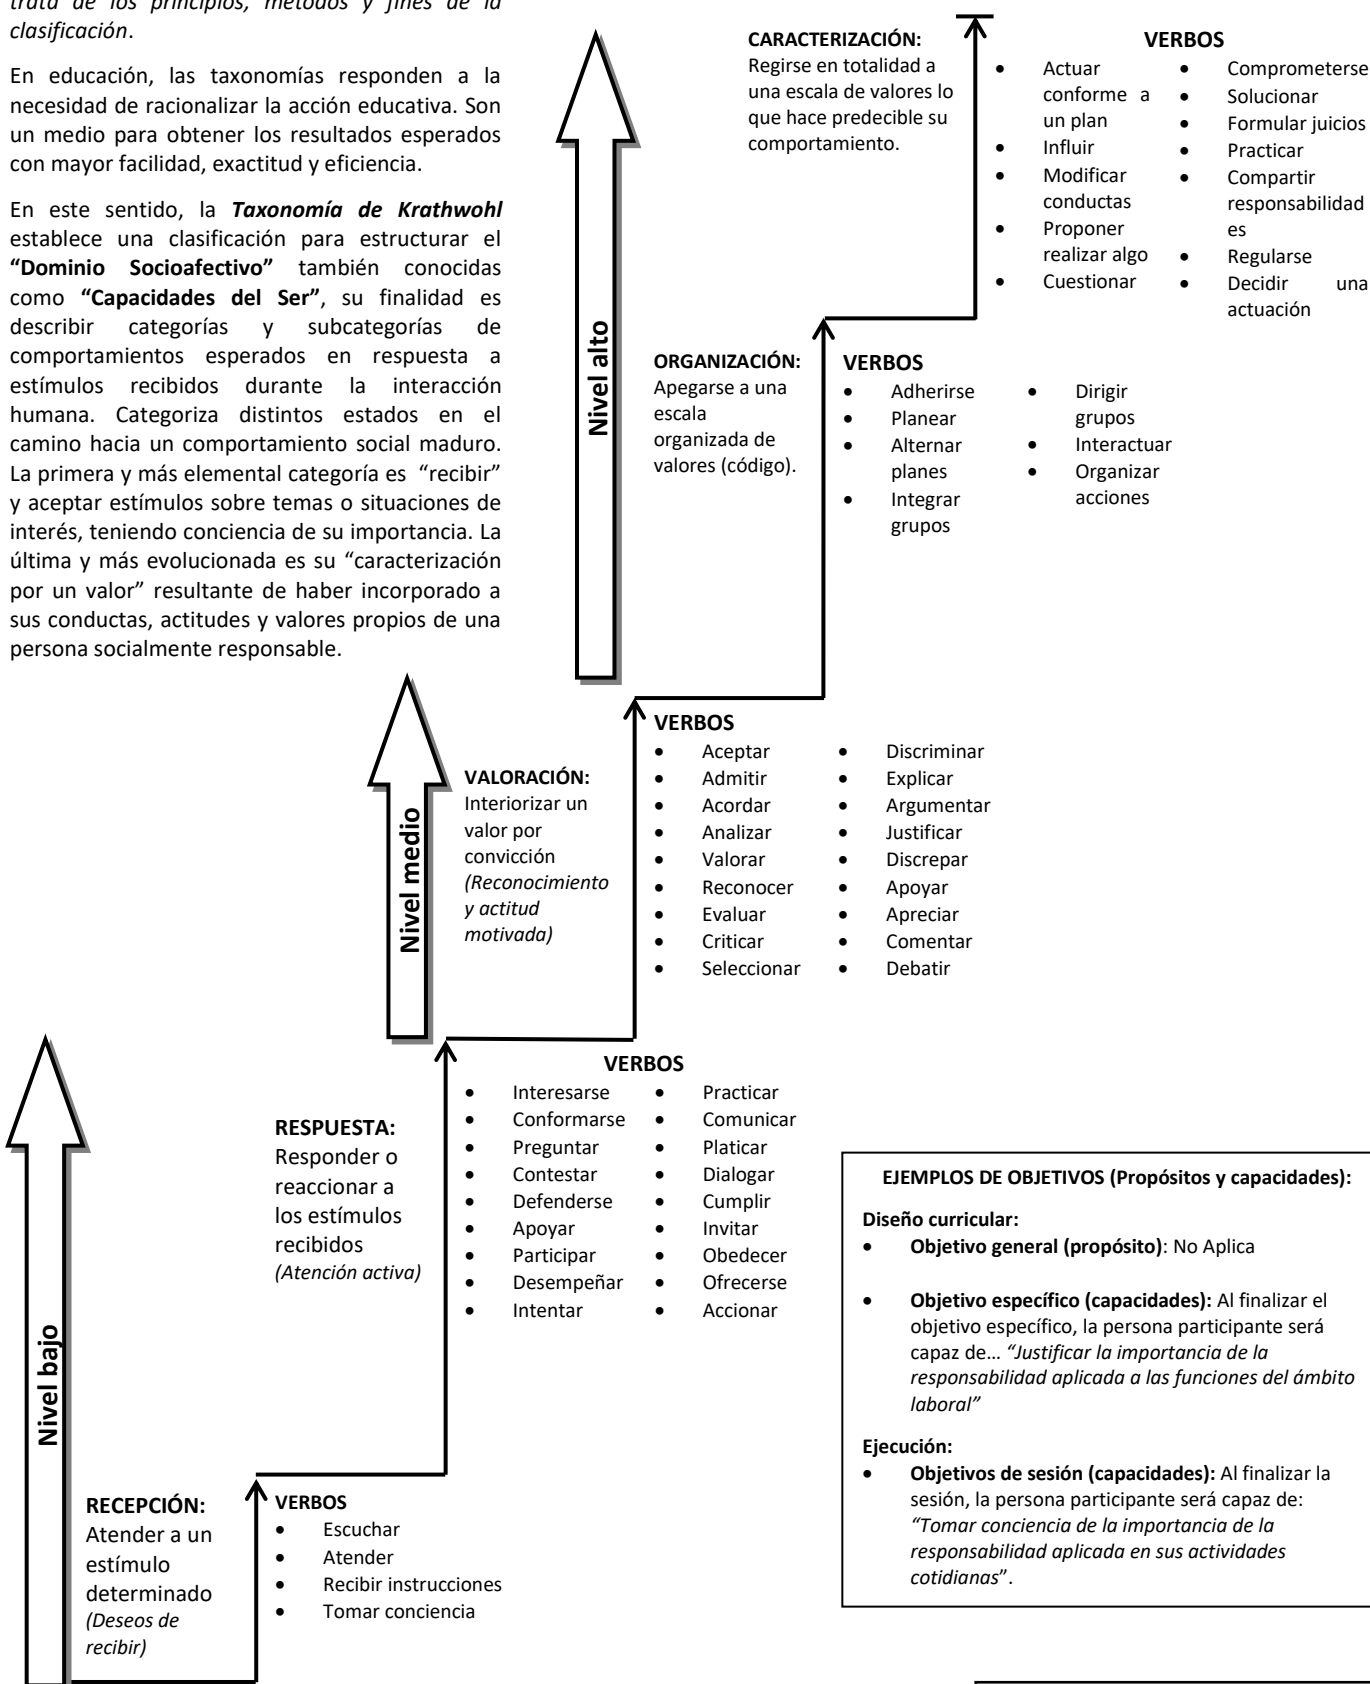 trata de los principios, métodos y fines de la
clasificación.
En educación, las taxonomías responden a la
necesidad de racionalizar la acción educativa. Son
un medio para obtener los resultados esperados
con mayor facilidad, exactitud y eficiencia.
En este sentido, la Taxonomía de Krathwohl
establece una clasificación para estructurar el
“Dominio Socioafectivo” también conocidas
como “Capacidades del Ser”, su finalidad es
describir categorías y subcategorías de
comportamientos esperados en respuesta a
estímulos recibidos durante la interacción
humana. Categoriza distintos estados en el
camino hacia un comportamiento social maduro.
La primera y más elemental categoría es “recibir”
y aceptar estímulos sobre temas o situaciones de
interés, teniendo conciencia de su importancia. La
última y más evolucionada es su “caracterización
por un valor” resultante de haber incorporado a
sus conductas, actitudes y valores propios de una
persona socialmente responsable.
Nivel alto
CARACTERIZACIÓN:
Regirse en totalidad a
una escala de valores lo
que hace predecible su
comportamiento.
VERBOS
• Actuar
conforme a
un plan
• Influir
• Modificar
conductas
• Proponer
realizar algo
• Cuestionar
• Comprometerse
• Solucionar
• Formular juicios
• Practicar
• Compartir
responsabilidad
es
• Regularse
• Decidir una
actuación
ORGANIZACIÓN:
Apegarse a una
escala
organizada de
valores (código).
VERBOS
• Adherirse
• Planear
• Alternar
planes
• Integrar
grupos
• Dirigir
grupos
• Interactuar
• Organizar
acciones
Nivel medio
VALORACIÓN:
Interiorizar un
valor por
convicción
(Reconocimiento
y actitud
motivada)
VERBOS
• Aceptar
• Admitir
• Acordar
• Analizar
• Valorar
• Reconocer
• Evaluar
• Criticar
• Seleccionar
• Discriminar
• Explicar
• Argumentar
• Justificar
• Discrepar
• Apoyar
• Apreciar
• Comentar
• Debatir
Nivel bajo
RESPUESTA:
Responder o
reaccionar a
los estímulos
recibidos
(Atención activa)
VERBOS
• Interesarse
• Conformarse
• Preguntar
• Contestar
• Defenderse
• Apoyar
• Participar
• Desempeñar
• Intentar
• Practicar
• Comunicar
• Platicar
• Dialogar
• Cumplir
• Invitar
• Obedecer
• Ofrecerse
• Accionar
RECEPCIÓN:
Atender a un
estímulo
determinado
(Deseos de
recibir)
VERBOS
• Escuchar
• Atender
• Recibir instrucciones
• Tomar conciencia
EJEMPLOS DE OBJETIVOS (Propósitos y capacidades):
Diseño curricular:
• Objetivo general (propósito): No Aplica
• Objetivo específico (capacidades): Al finalizar el
objetivo específico, la persona participante será
capaz de… “Justificar la importancia de la
responsabilidad aplicada a las funciones del ámbito
laboral”
Ejecución:
• Objetivos de sesión (capacidades): Al finalizar la
sesión, la persona participante será capaz de:
“Tomar conciencia de la importancia de la
responsabilidad aplicada en sus actividades
cotidianas”.